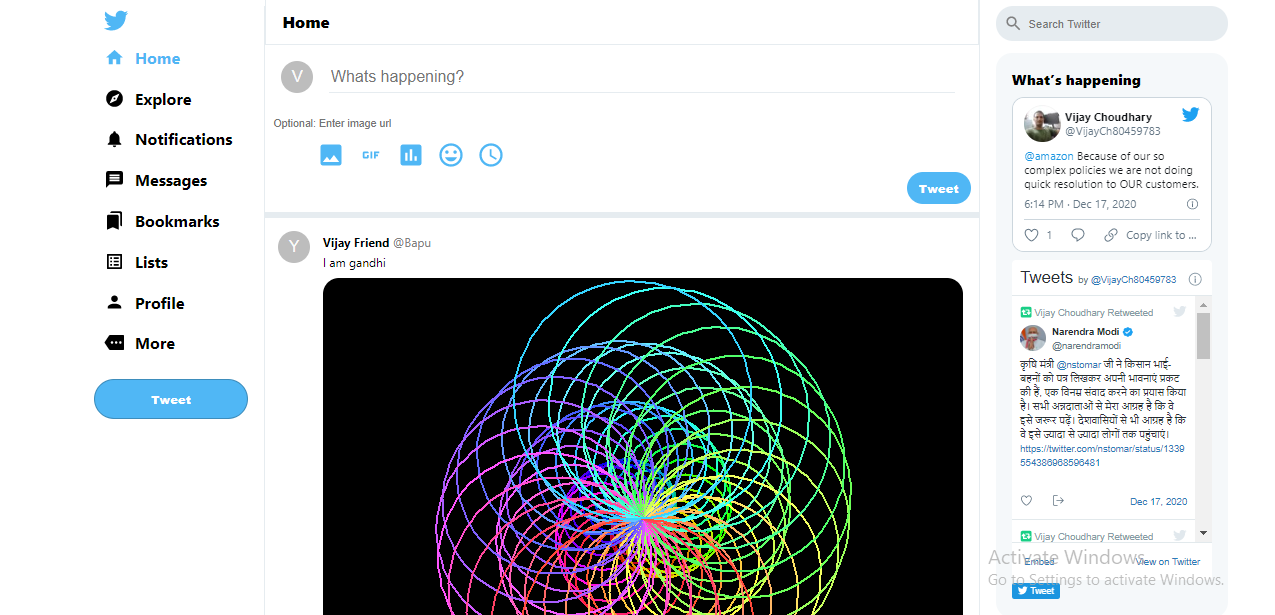 Home
Explore
Notifications
Messages
Bookmarks
Lists
Profile
More
Tweet
Home
V
Whats happening?
Optional: Enter image url
GIF
Tweet
Y
Vijay Friend @Bapu
I am gandhi
Search Twitter
What's happening
Vijay Choudhary
@VijayCh80459783
@amazon Because of our so
complex policies we are not doing
quick resolution to OUR customers.
6:14 PM · Dec 17, 2020
1
Copy link to ...
Tweets by @VijayCh80459783
Vijay Choudhary Retweeted
Narendra Modi
@narendramodi
कृषि मंत्री @nstomar जी ने किसान भाई-
बहनों को पत्र लिखकर अपनी भावनाएं प्रकट
की हैं, एक विनम्र संवाद करने का प्रयास किया
है। सभी अन्नदाताओं से मेरा आग्रह है कि वे
इसे जरूर पढ़ें। देशवासियों से भी आग्रह है कि
वे इसे ज्यादा से ज्यादा लोगों तक पहुंचाएं।
https://twitter.com/nstomar/status/1339
554386968596481
Dec 17, 2020
Vijay Choudhary Retweeted
Embed
View on Twitter
Activate Windows
Go to Settings to activate Windows.
Tweet